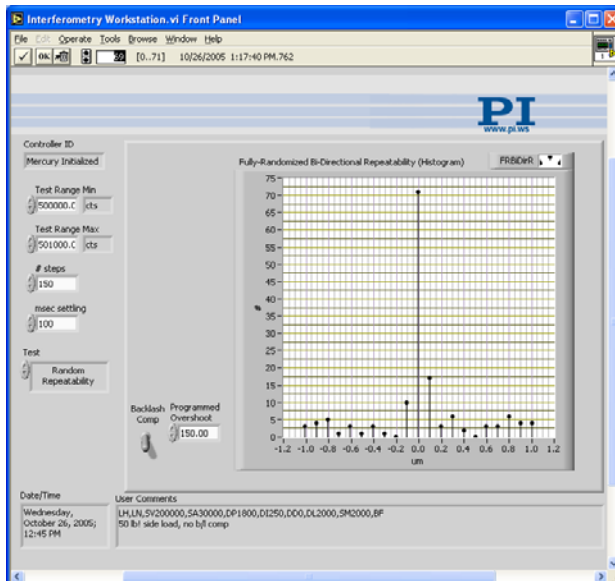 Interferometry Workstation.vi Front Panel
File Edit Operate Tools Browse Window Help
OK [0..71] 10/26/2005 1:17:40 PM.762
1
PI
www.pi.ws
Controller ID
Mercury Initialized
Fully-Randomized Bi-Directional Repeatability (Histogram)
FRBiDirR
Test Range Min
500000.0 cts
Test Range Max
501000.0 cts
# steps
150
msec settling
100
Test
Random
Repeatability
75
70
65
60
55
50
45
40
35
30
25
20
15
10
5
0
%
-1.2 -1.0 -0.8 -0.6 -0.4 -0.2 0.0 0.2 0.4 0.6 0.8 1.0 1.2
um
Backlash
Comp
Programmed
Overshoot
150.00
Date/Time
Wednesday,
October 26, 2005;
12:45 PM
User Comments
LH,LN,SV200000,SA30000,DP1800,DI250,DD0,DL2000,SM2000,BF
50 lb! side load, no b/l comp